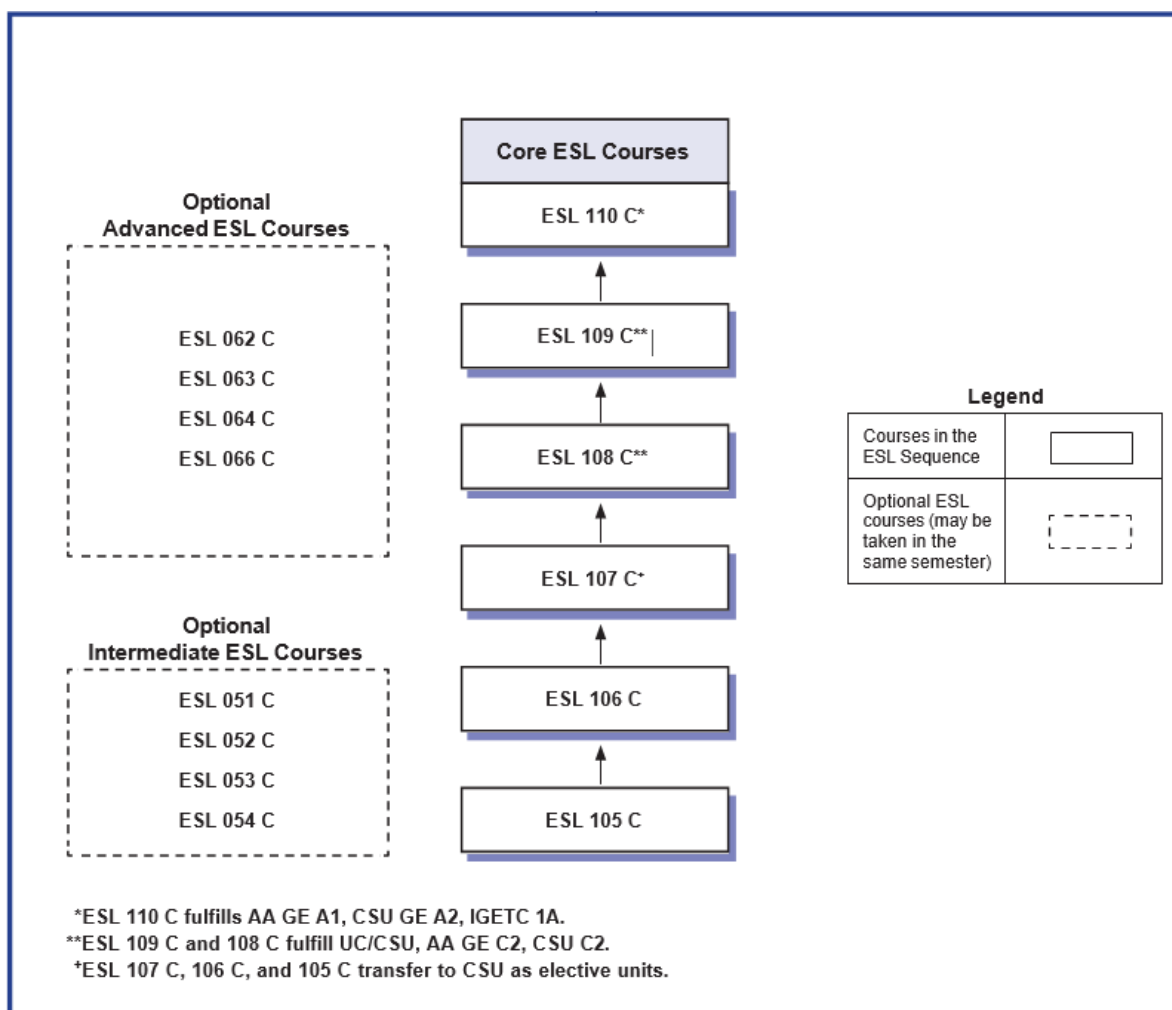 Core ESL Courses
ESL 110 C*
ESL 109 C**
ESL 108 C**
ESL 107 C⁺
ESL 106 C
ESL 105 C
Optional
Advanced ESL Courses
ESL 062 C
ESL 063 C
ESL 064 C
ESL 066 C
Optional
Intermediate ESL Courses
ESL 051 C
ESL 052 C
ESL 053 C
ESL 054 C
Legend
Courses in the
ESL Sequence
Optional ESL
courses (may be
taken in the
same semester)
*ESL 110 C fulfills AA GE A1, CSU GE A2, IGETC 1A.
**ESL 109 C and 108 C fulfill UC/CSU, AA GE C2, CSU C2.
⁺ESL 107 C, 106 C, and 105 C transfer to CSU as elective units.